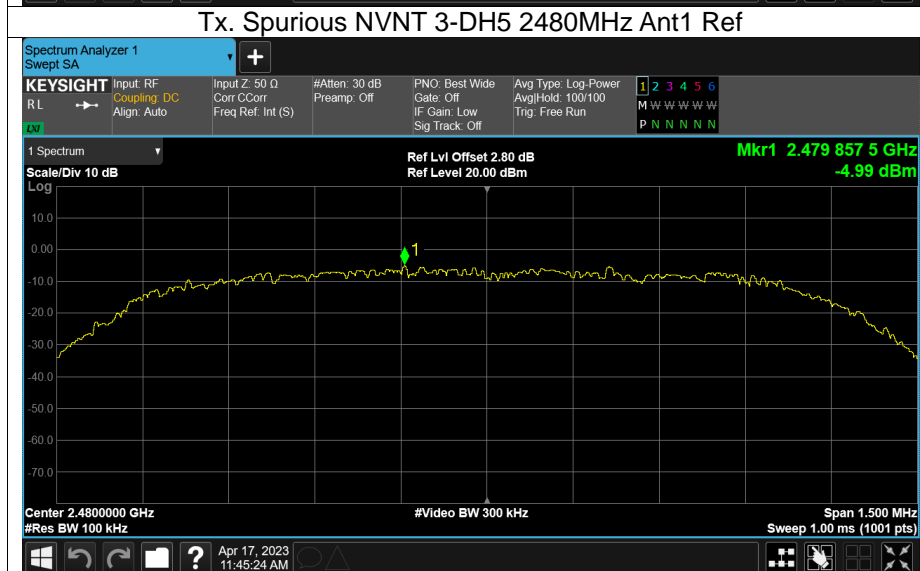 Tx. Spurious NVNT 3-DH5 2480MHz Ant1 Ref
Spectrum Analyzer 1
Swept SA
KEYSIGHT
RL
LXI
Input: RF
Coupling: DC
Align: Auto
Input Z: 50 Ω
Corr CCorr
Freq Ref: Int (S)
#Atten: 30 dB
Preamp: Off
PNO: Best Wide
Gate: Off
IF Gain: Low
Sig Track: Off
Avg Type: Log-Power
Avg|Hold: 100/100
Trig: Free Run
1 2 3 4 5 6
M W W W W W
P N N N N N
1 Spectrum
Scale/Div 10 dB
Ref Lvl Offset 2.80 dB
Ref Level 20.00 dBm
Mkr1 2.479 857 5 GHz
-4.99 dBm
Log
10.0
0.00
-10.0
-20.0
-30.0
-40.0
-50.0
-60.0
-70.0
1
Center 2.4800000 GHz
#Res BW 100 kHz
#Video BW 300 kHz
Span 1.500 MHz
Sweep 1.00 ms (1001 pts)
?
Apr 17, 2023
11:45:24 AM